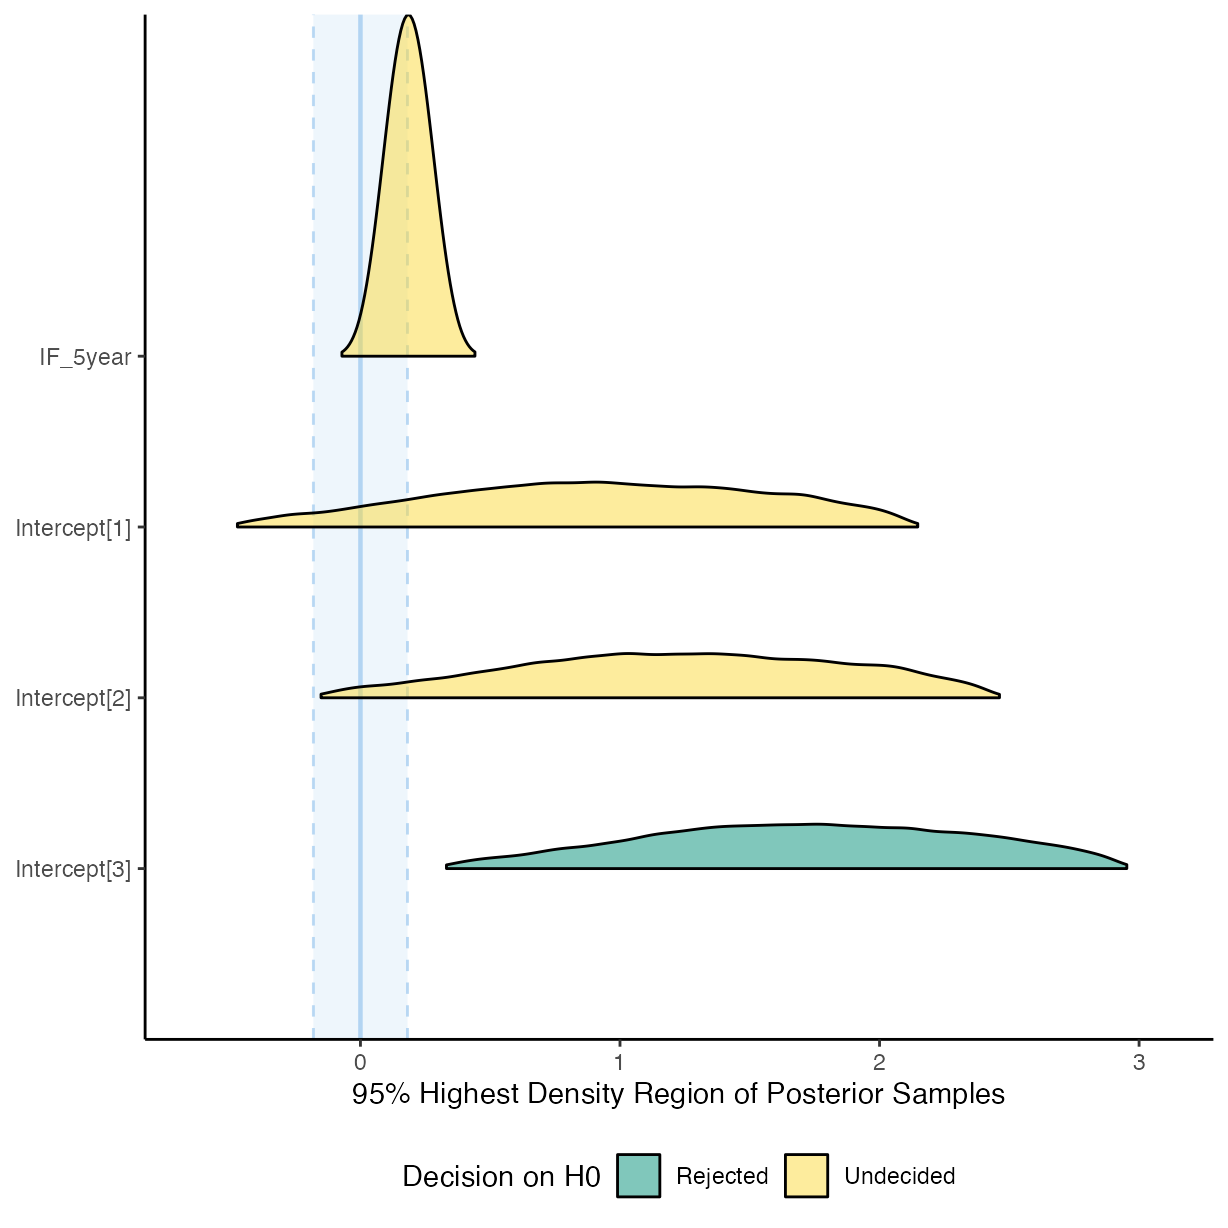 IF_5year
Intercept[1]
Intercept[2]
Intercept[3]
0 1 2 3
95% Highest Density Region of Posterior Samples
Decision on H0 Rejected Undecided